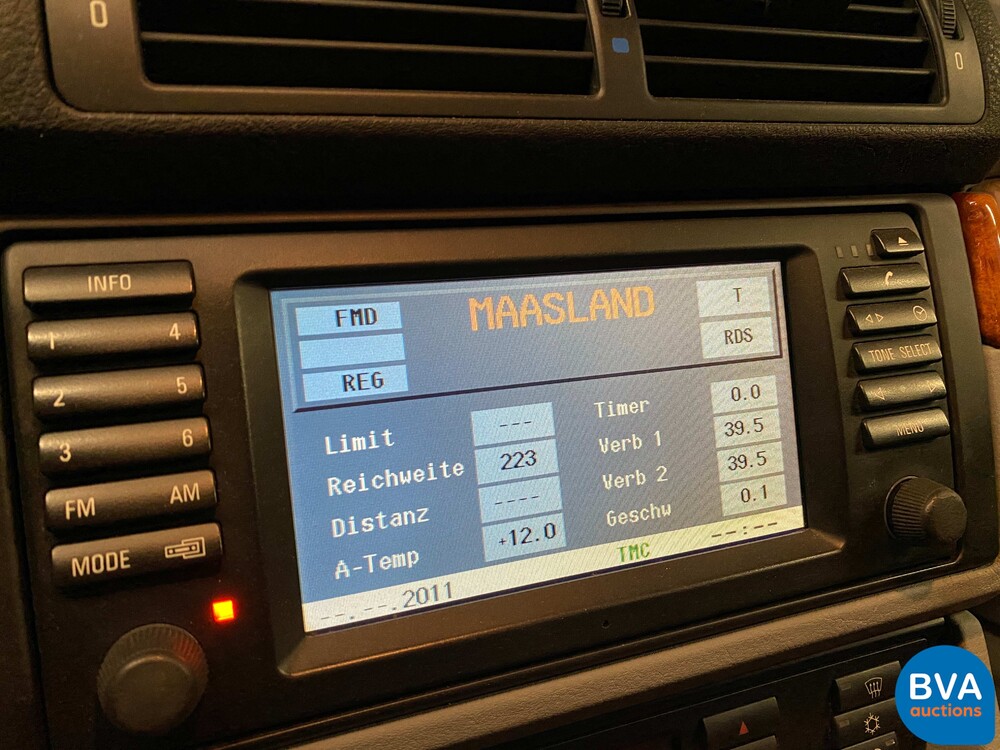 0
0
INFO
1 4
2 5
3 6
FM AM
MODE
FMD
MAASLAND
T
RDS
REG
Limit ---
Reichweite 223
Distanz ----
A-Temp +12.0
Timer 0.0
Verb 1 39.5
Verb 2 39.5
Geschw 0.1
--.--.2011
TMC
--:--
TONE SELECT
MENU
BVA
auctions